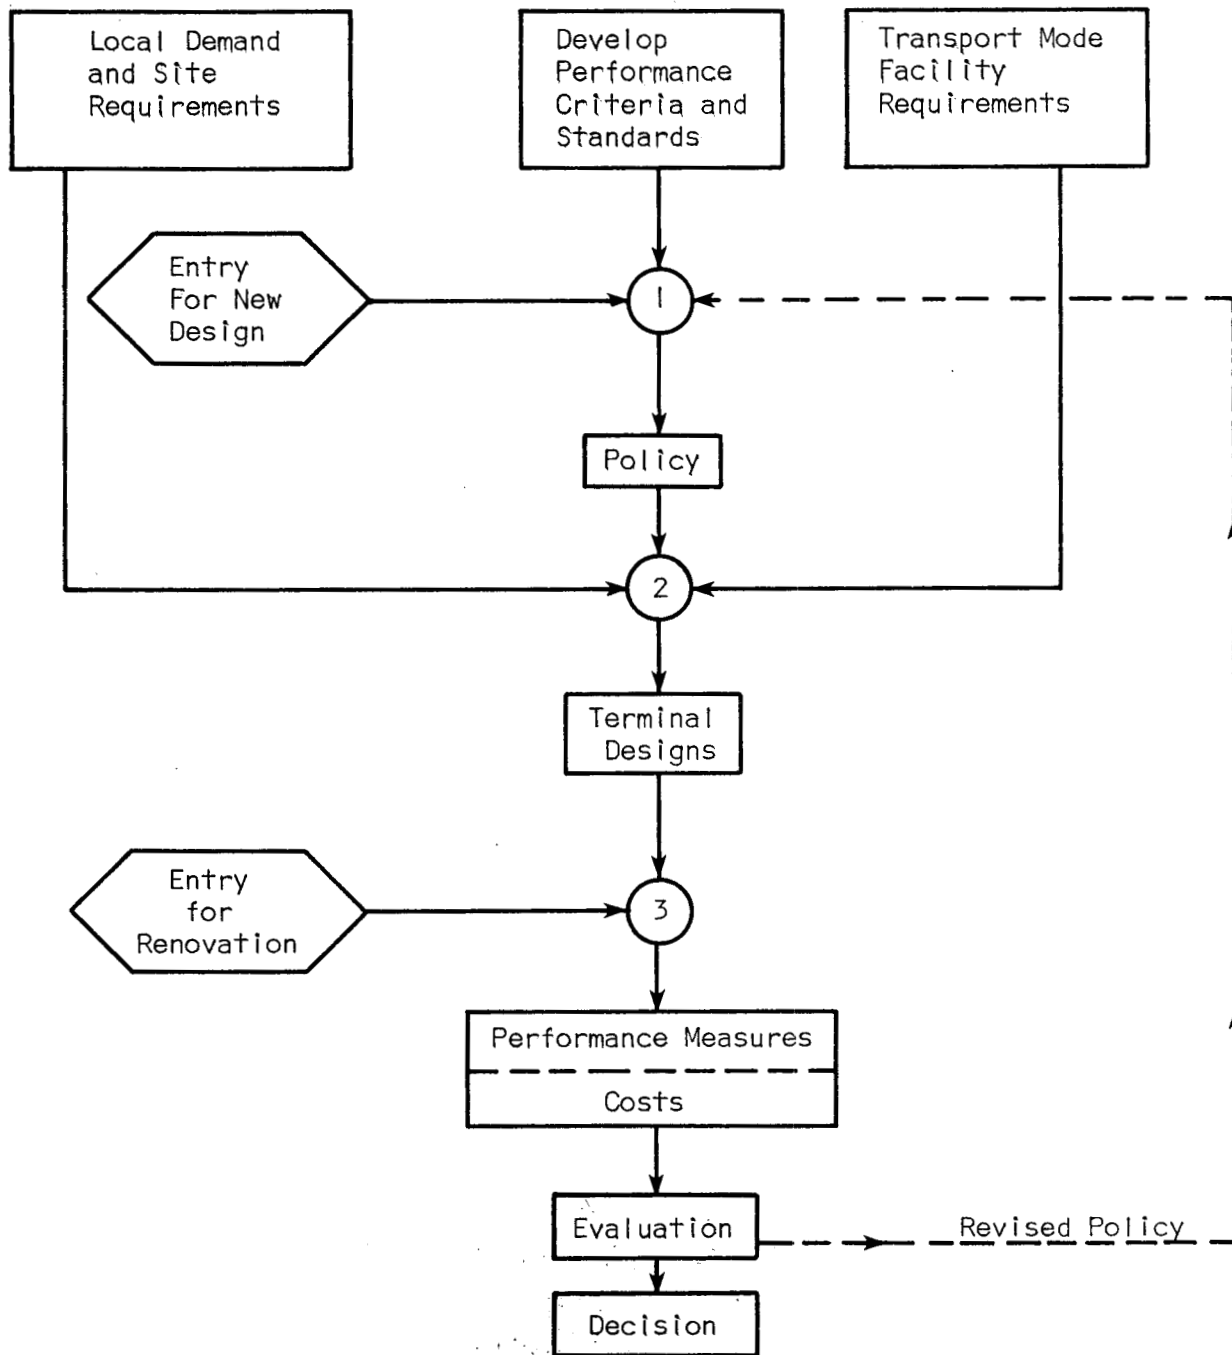 Local Demand
and Site
Requirements
Develop
Performance
Criteria and
Standards
Transport Mode
Facility
Requirements
Entry
For New
Design
1
Policy
2
Terminal
Designs
Entry
for
Renovation
3
Performance Measures
Costs
Evaluation
Revised Policy
Decision